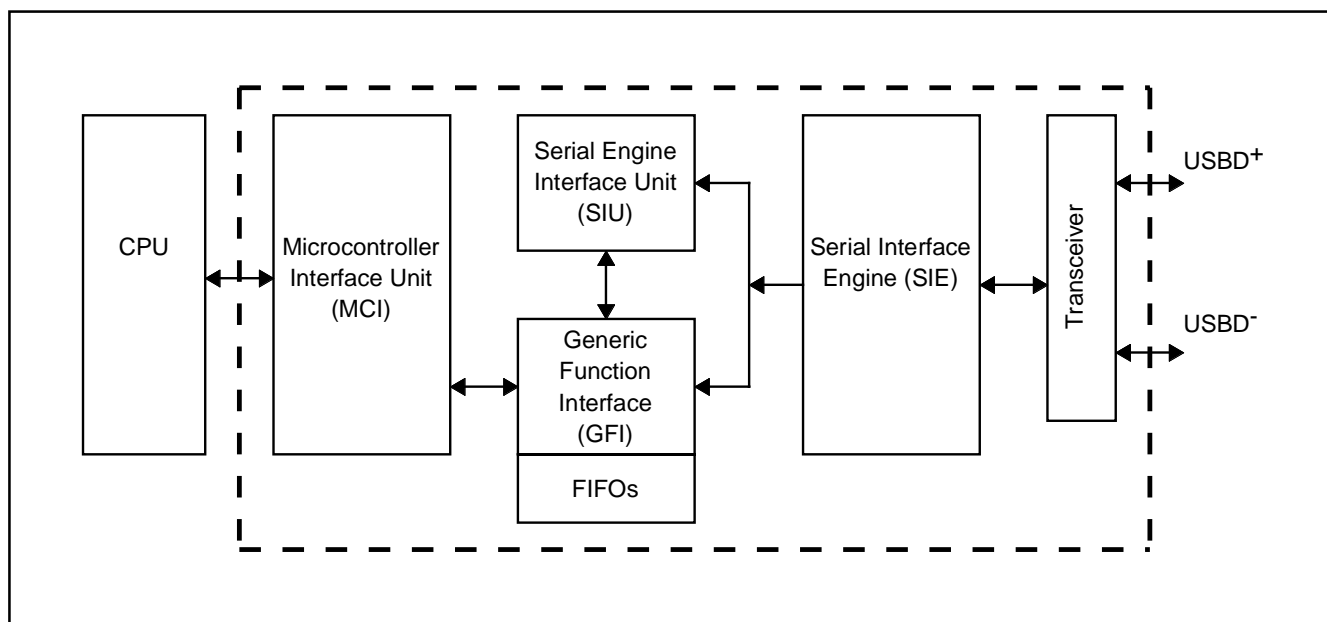 CPU
Microcontroller
Interface Unit
(MCI)
Serial Engine
Interface Unit
(SIU)
Generic
Function
Interface
(GFI)
FIFOs
Serial Interface
Engine (SIE)
Transceiver
USBD+
USBD-